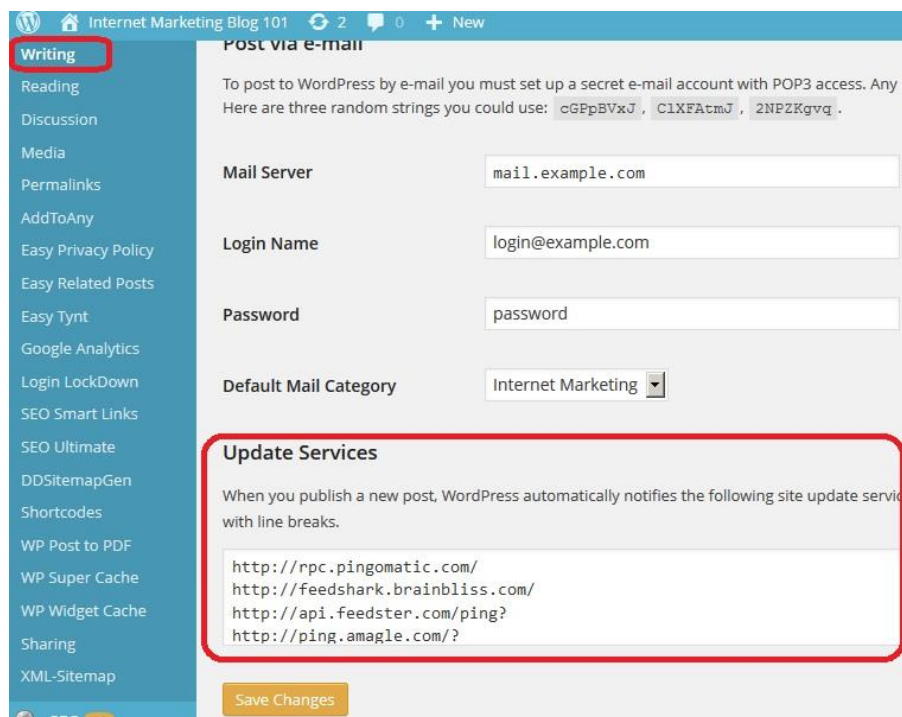 Internet Marketing Blog 101 2 0 + New
Writing
Reading
Discussion
Media
Permalinks
AddToAny
Easy Privacy Policy
Easy Related Posts
Easy Tynt
Google Analytics
Login LockDown
SEO Smart Links
SEO Ultimate
DDSitemapGen
Shortcodes
WP Post to PDF
WP Super Cache
WP Widget Cache
Sharing
XML-Sitemap
Post via e-mail
To post to WordPress by e-mail you must set up a secret e-mail account with POP3 access. Any
Here are three random strings you could use: cGPpBVxJ , ClXFAtmJ , 2NPZKgvq .
Mail Server mail.example.com
Login Name login@example.com
Password password
Default Mail Category Internet Marketing
Update Services
When you publish a new post, WordPress automatically notifies the following site update servic
with line breaks.
http://rpc.pingomatic.com/
http://feedshark.brainbliss.com/
http://api.feedster.com/ping?
http://ping.amagle.com/?
Save Changes